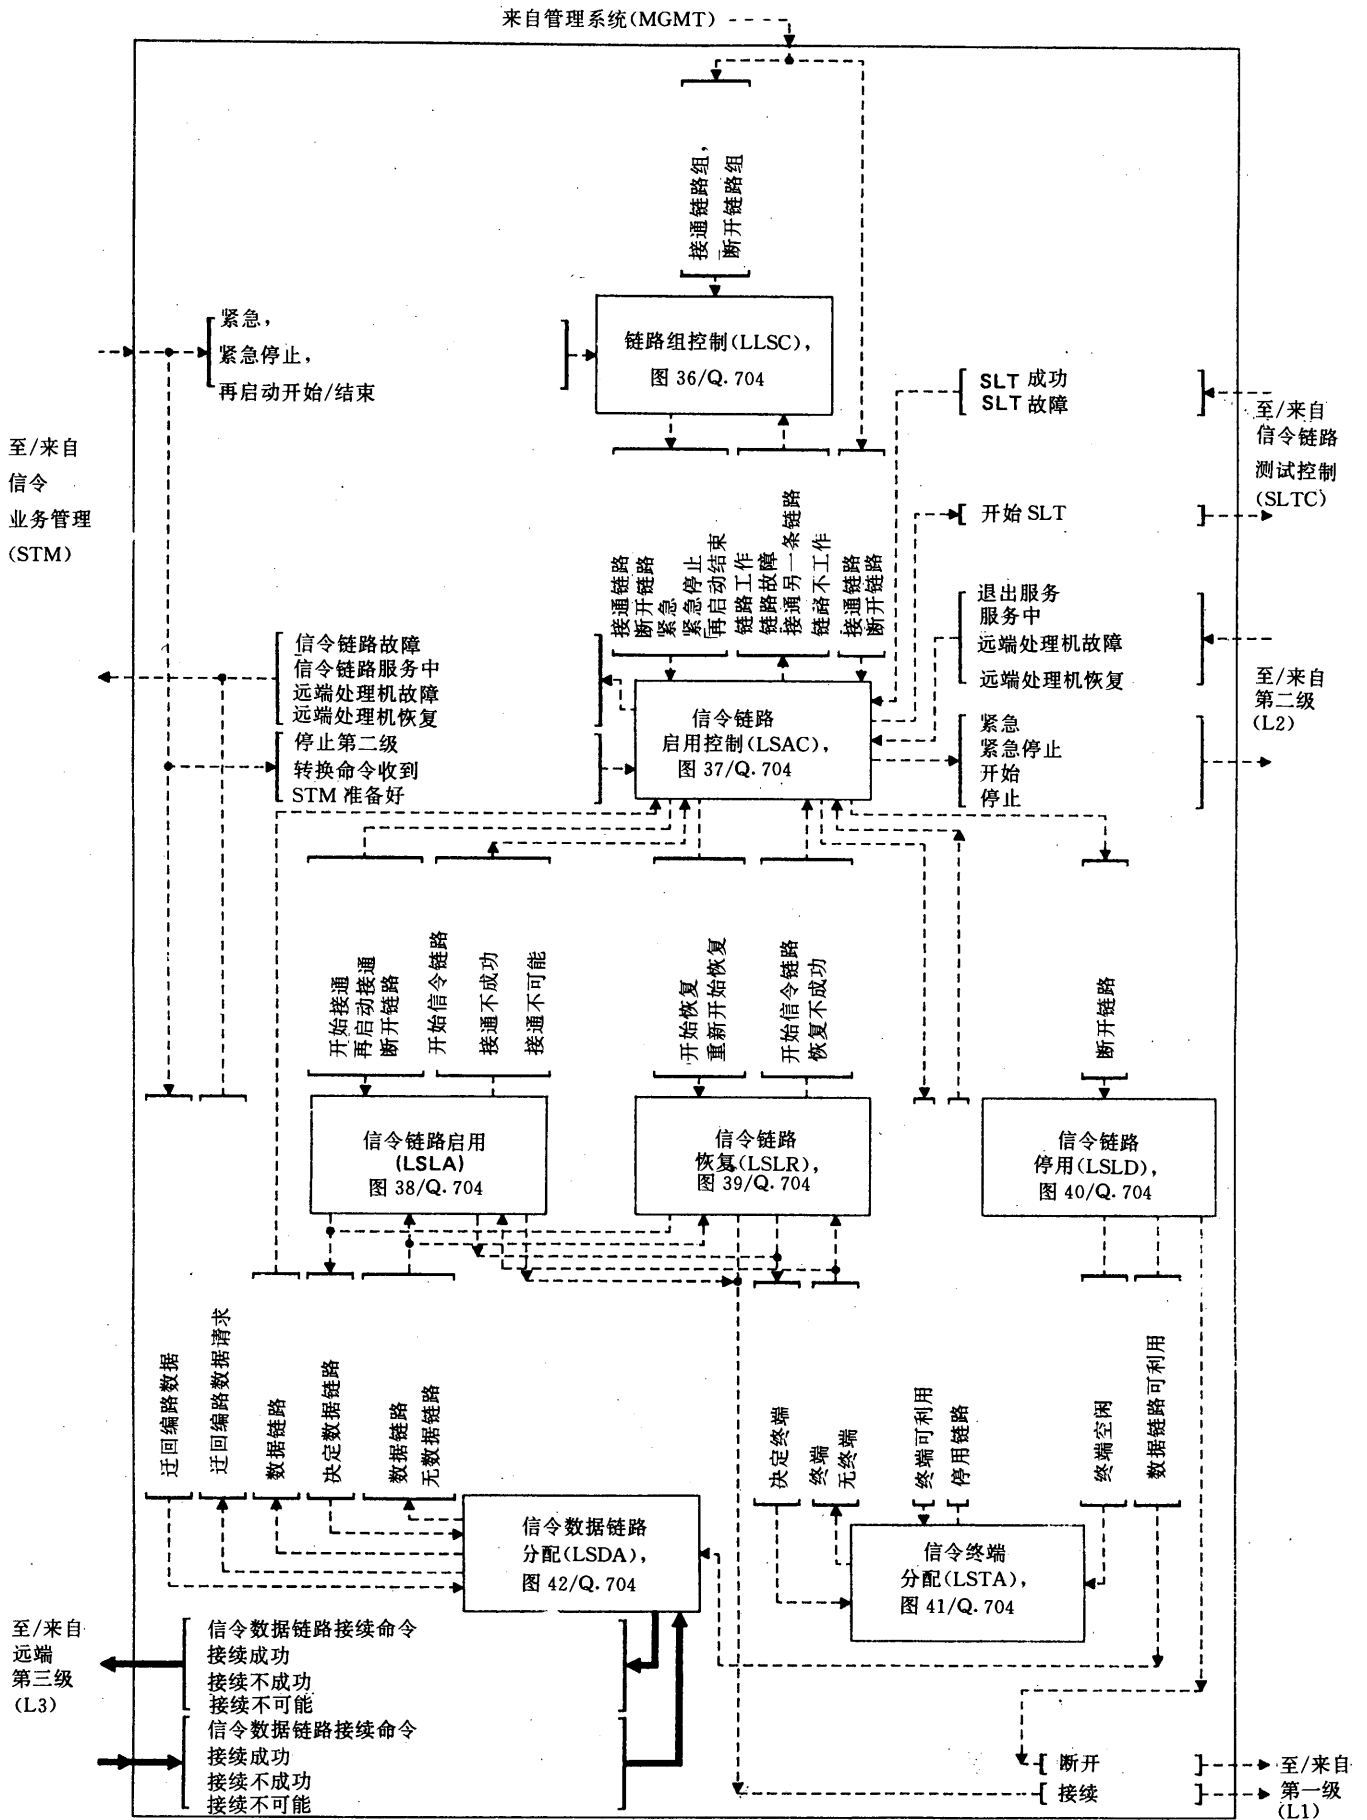 来自管理系统(MGMT)
接通链路组,
断开链路组
链路组控制(LLSC),
图 36/Q.704
紧急,
紧急停止,
再启动开始/结束
SLT 成功
SLT 故障
至/来自
信令链路
测试控制
(SLTC)
至/来自
信令
业务管理
(STM)
开始 SLT
接通链路
断开链路
紧急
紧急停止
再启动结束
链路工作
链路故障
接通另一条链路
链路不工作
接通链路
断开链路
退出服务
服务中
远端处理机故障
远端处理机恢复
至/来自
第二级
(L2)
信令链路故障
信令链路服务中
远端处理机故障
远端处理机恢复
停止第二级
转换命令收到
STM 准备好
信令链路
启用控制(LSAC),
图 37/Q.704
紧急
紧急停止
开始
停止
开始接通
再启动接通
断开链路
开始信令链路
接通不成功
接通不可能
开始恢复
重新开始恢复
开始信令链路
恢复不成功
断开链路
信令链路启用
(LSLA)
图 38/Q.704
信令链路
恢复(LSLR),
图 39/Q.704
信令链路
停用(LSLD),
图 40/Q.704
迂回编路数据
迂回编路数据请求
数据链路
决定数据链路
数据链路
无数据链路
决定终端
终端
无终端
终端可利用
停用链路
终端空闲
数据链路可利用
信令数据链路
分配(LSDA),
图 42/Q.704
信令终端
分配(LSTA),
图 41/Q.704
至/来自
远端
第三级
(L3)
信令数据链路接续命令
接续成功
接续不成功
接续不可能
信令数据链路接续命令
接续成功
接续不成功
接续不可能
断开
接续
至/来自
第一级
(L1)